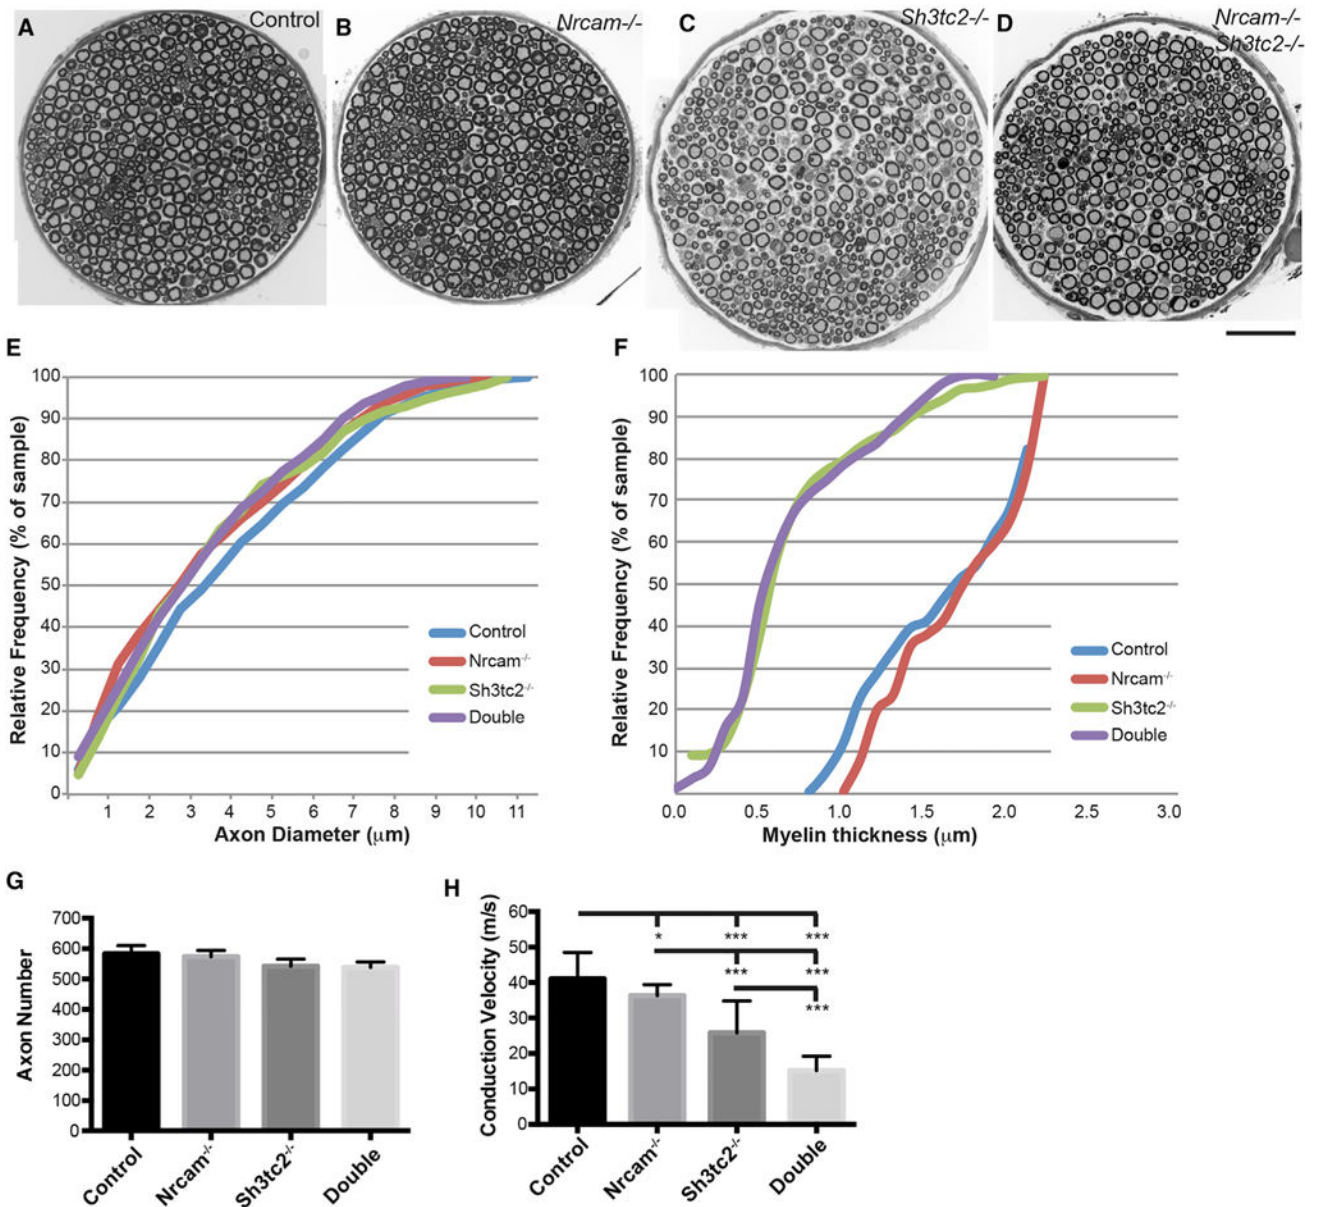 A
Control
B
Nrcam-/-
C
Sh3tc2-/-
D
Nrcam-/-
Sh3tc2-/-
E
Relative Frequency (% of sample)
100
90
80
70
60
50
40
30
20
10
0
1 2 3 4 5 6 7 8 9 10 11
Axon Diameter (μm)
Control
Nrcam-/-
Sh3tc2-/-
Double
F
Relative Frequency (% of sample)
100
90
80
70
60
50
40
30
20
10
0.0 0.5 1.0 1.5 2.0 2.5 3.0
Myelin thickness (μm)
Control
Nrcam-/-
Sh3tc2-/-
Double
G
Axon Number
700
600
500
400
300
200
100
0
Control
Nrcam-/-
Sh3tc2-/-
Double
H
Conduction Velocity (m/s)
60
50
40
30
20
10
0
* *** ***
*** ***
***
Control
Nrcam-/-
Sh3tc2-/-
Double